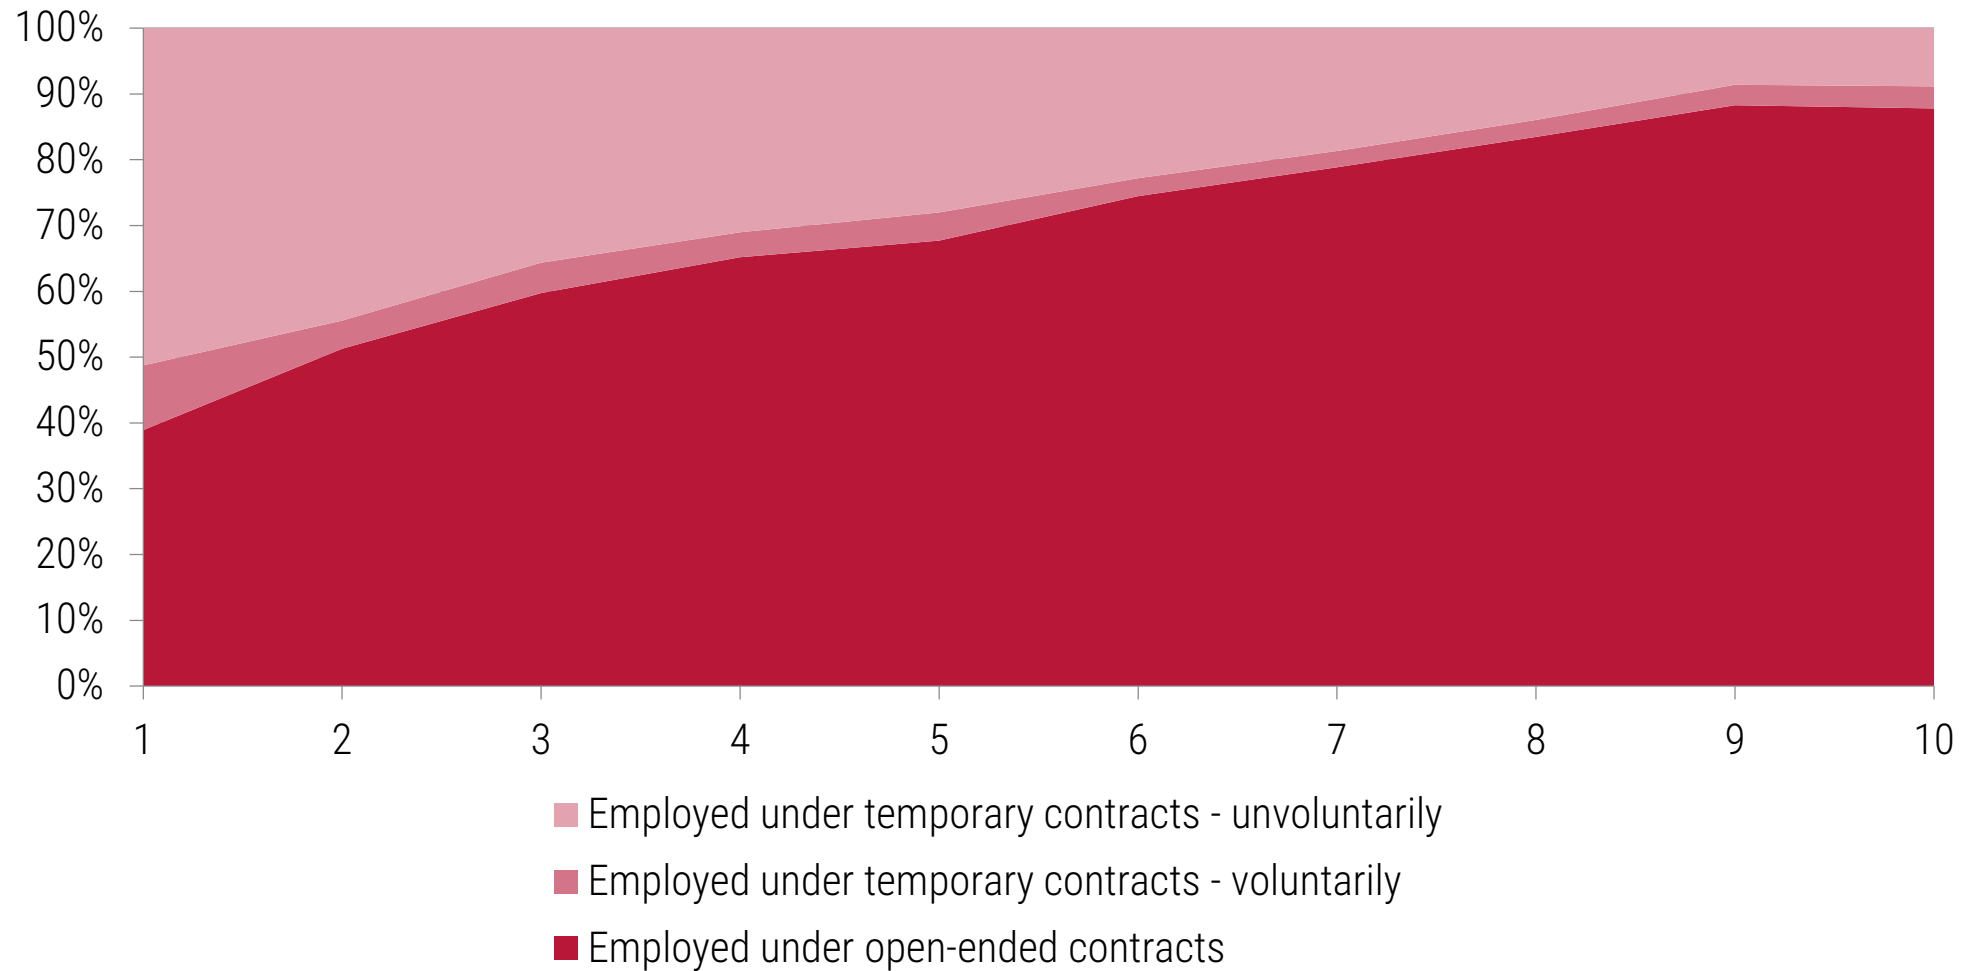 100%
90%
80%
70%
60%
50%
40%
30%
20%
10%
0%
1 2 3 4 5 6 7 8 9 10
Employed under temporary contracts - unvoluntarily
Employed under temporary contracts - voluntarily
Employed under open-ended contracts